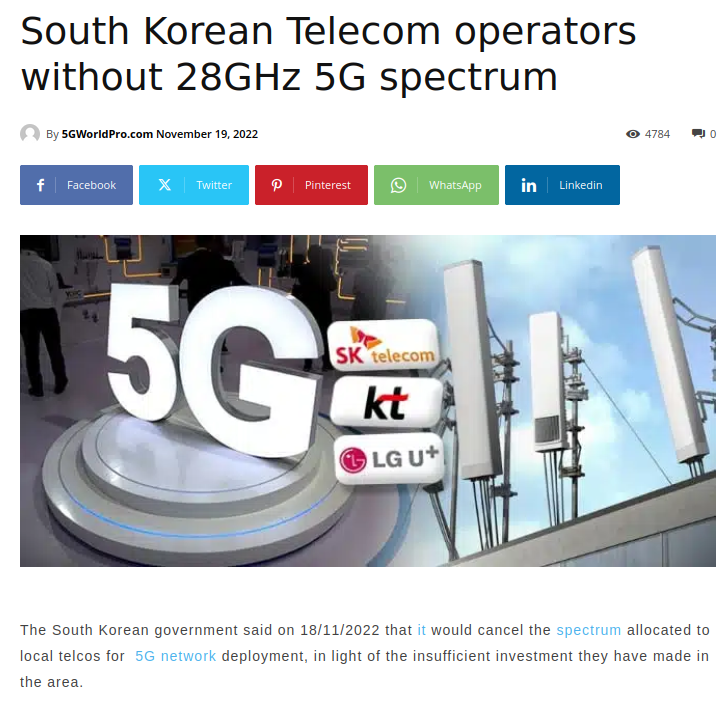 South Korean Telecom operators
without 28GHz 5G spectrum
By 5GWorldPro.com November 19, 2022
4784
0
Facebook
Twitter
Pinterest
WhatsApp
Linkedin
5G
SK telecom
kt
LG U+
The South Korean government said on 18/11/2022 that it would cancel the spectrum allocated to
local telcos for 5G network deployment, in light of the insufficient investment they have made in
the area.